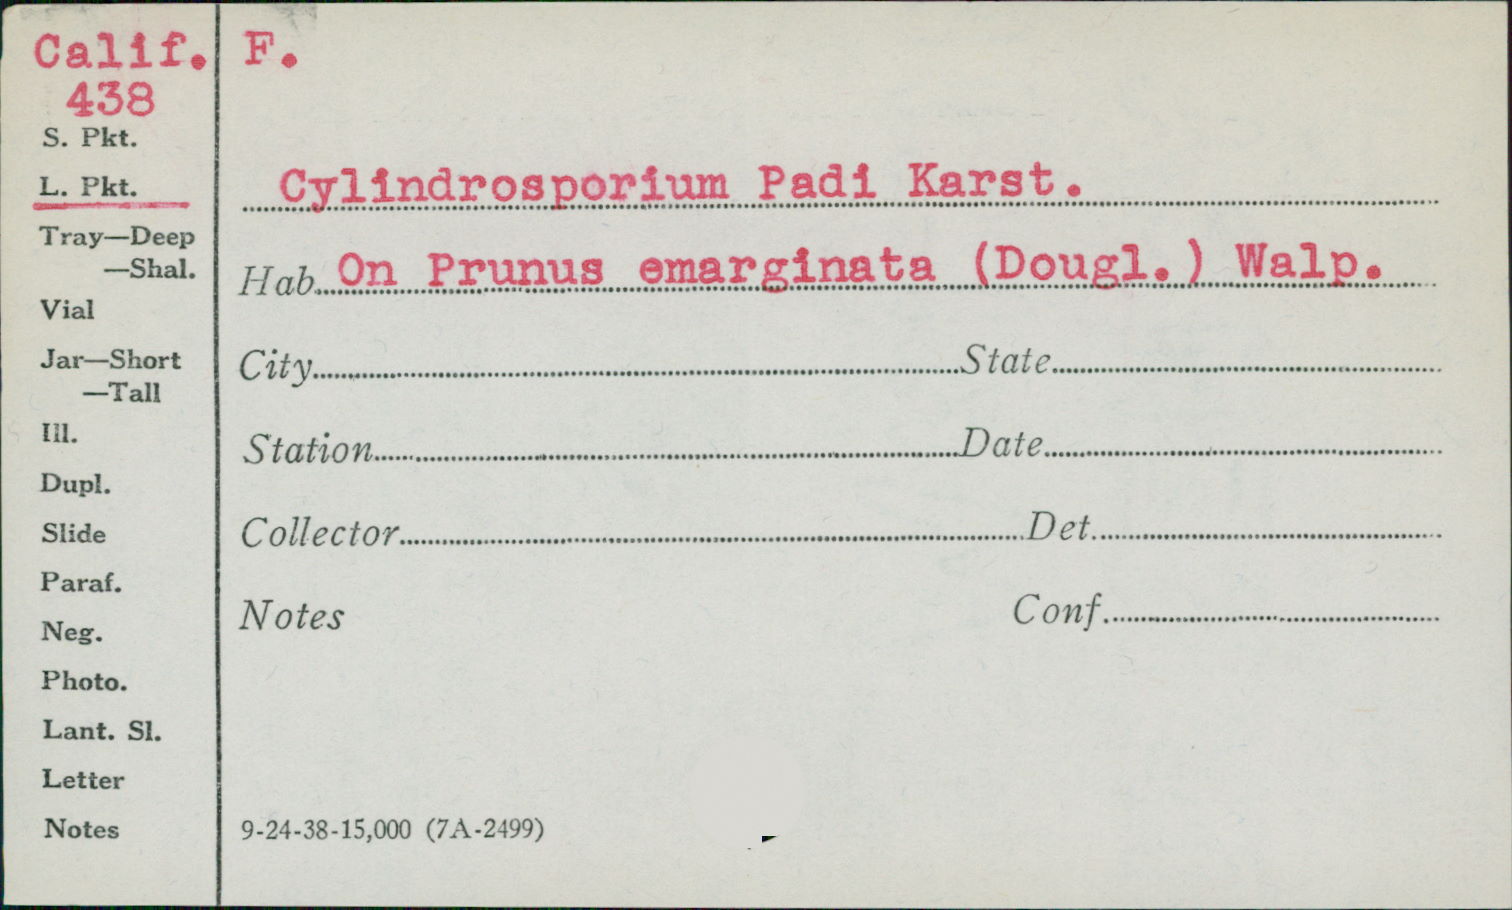 Calif.
438
S. Pkt.
L. Pkt.
Tray—Deep
—Shal.
Vial
Jar—Short
—Tall
Ill.
Dupl.
Slide
Paraf.
Neg.
Photo.
Lant. Sl.
Letter
Notes
F.
Cylindrosporium Padi Karst.
Hab. On Prunus emarginata (Dougl.) Walp.
City State
Station Date
Collector Det.
Notes Conf.
9-24-38-15,000 (7A-2499)